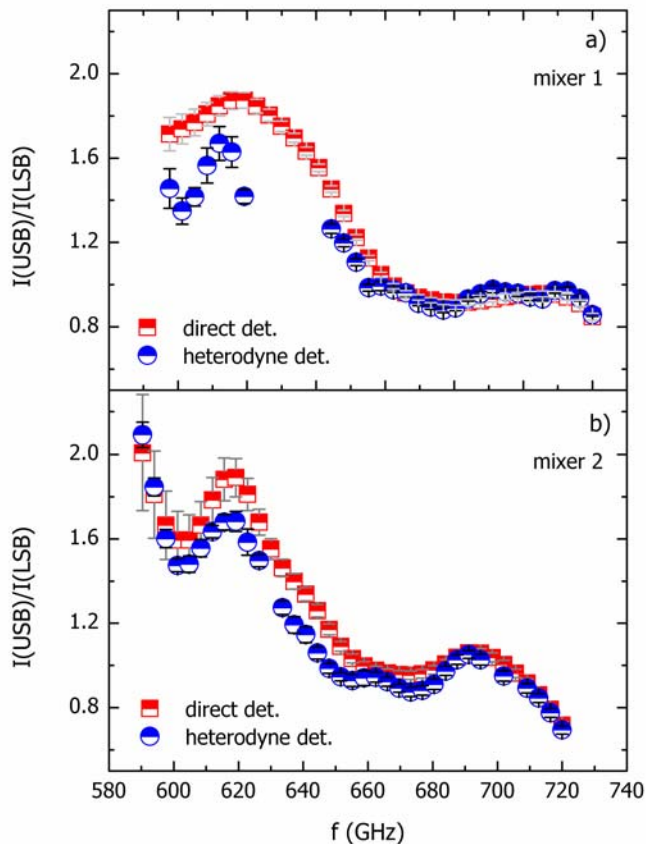 a)
mixer 1
2.0
1.6
1.2
0.8
I(USB)/I(LSB)
direct det.
heterodyne det.
b)
mixer 2
2.0
1.6
1.2
0.8
I(USB)/I(LSB)
direct det.
heterodyne det.
580 600 620 640 660 680 700 720 740
f (GHz)